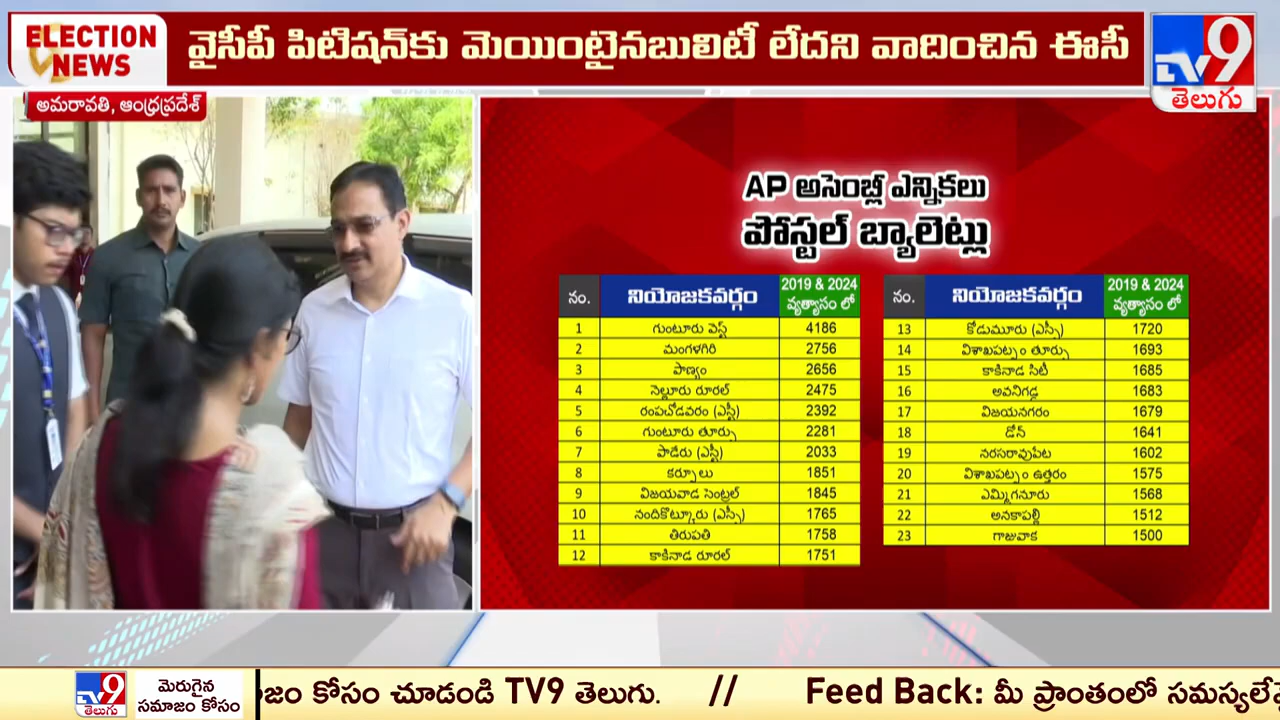 ELECTION
NEWS
వైసీపీ పిటిషన్‌కు మెయింటైనబులిటీ లేదని వాదించిన ఈసీ
TV9
తెలుగు
అమరావతి, ఆంధ్రప్రదేశ్
AP అసెంబ్లీ ఎన్నికలు
పోస్టల్ బ్యాలెట్లు
నం. నియోజకవర్గం 2019 & 2024 వ్యత్యాసం లో
1 గుంటూరు వెస్ట్ 4186
2 మంగళగిరి 2756
3 పాణ్యం 2656
4 నెల్లూరు రూరల్ 2475
5 రంపచోడవరం (ఎస్టీ) 2392
6 గుంటూరు తూర్పు 2281
7 పాడేరు (ఎస్టీ) 2033
8 కర్నూలు 1851
9 విజయవాడ సెంట్రల్ 1845
10 నందికొట్కూరు (ఎస్సీ) 1765
11 తిరుపతి 1758
12 కాకినాడ రూరల్ 1751
నం. నియోజకవర్గం 2019 & 2024 వ్యత్యాసం లో
13 కోడుమూరు (ఎస్సీ) 1720
14 విశాఖపట్నం తూర్పు 1693
15 కాకినాడ సిటీ 1685
16 అవనిగడ్డ 1683
17 విజయనగరం 1679
18 డోన్ 1641
19 నరసరావుపేట 1602
20 విశాఖపట్నం ఉత్తరం 1575
21 ఎమ్మిగనూరు 1568
22 అనకాపల్లి 1512
23 గాజువాక 1500
TV9
తెలుగు
మెరుగైన
సమాజం కోసం
జం కోసం చూడండి TV9 తెలుగు. // Feed Back: మీ ప్రాంతంలో